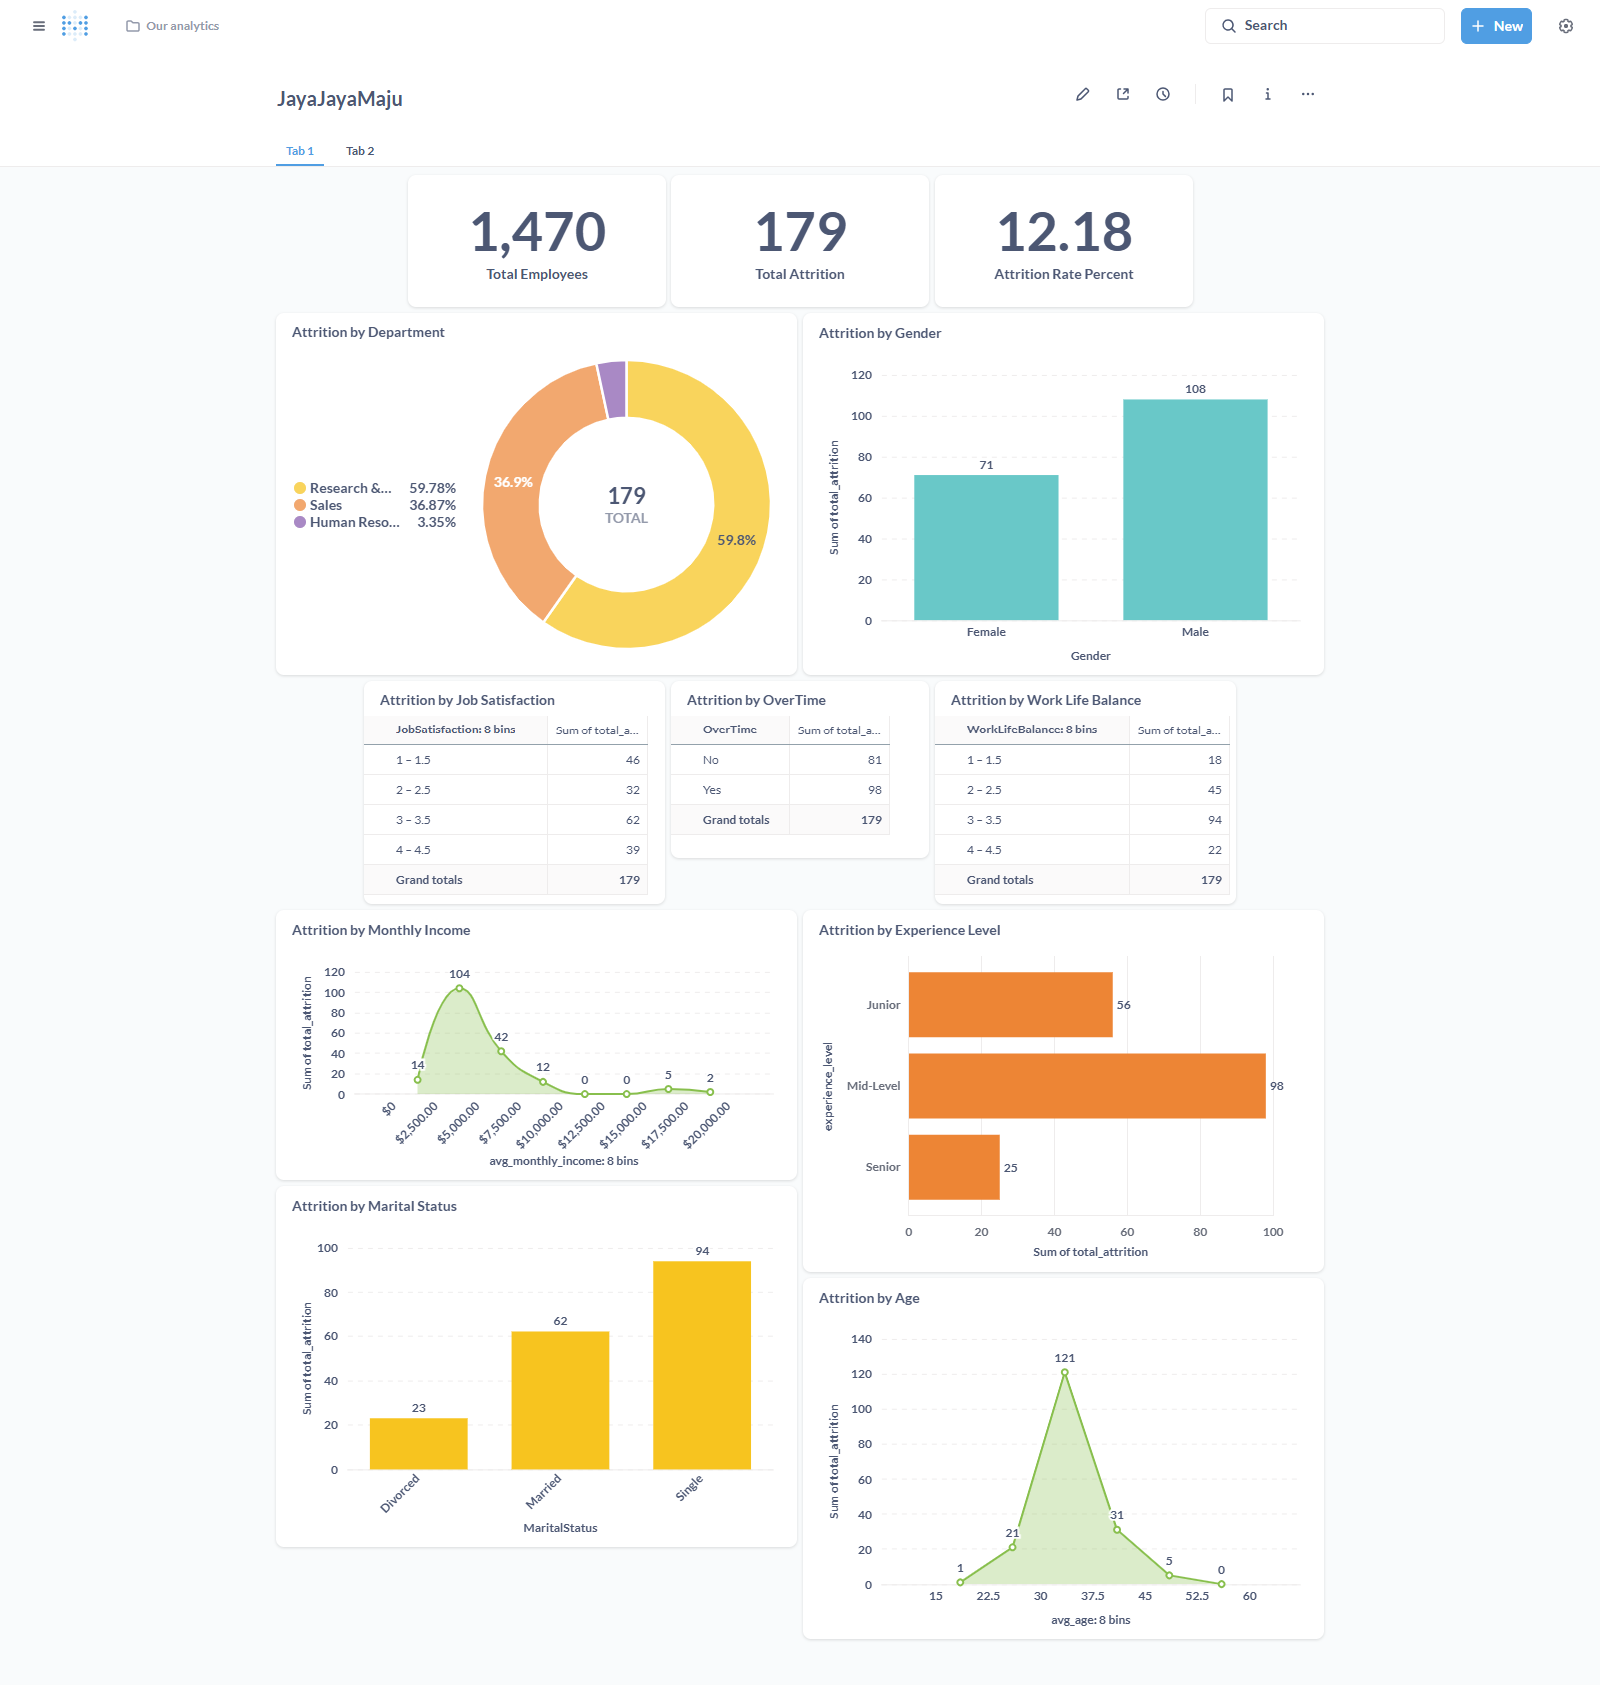 Our analytics
Search
New
JayaJayaMaju
Tab 1
Tab 2
1,470
Total Employees
179
Total Attrition
12.18
Attrition Rate Percent
Attrition by Department
Research &... 59.78%
Sales 36.87%
Human Reso... 3.35%
36.9%
179
TOTAL
59.8%
Attrition by Gender
120
100
80
60
40
20
0
Sum of total_attrition
71
108
Female
Male
Gender
Attrition by Job Satisfaction
JobSatisfaction: 8 bins Sum of total_a...
1 – 1.5 46
2 – 2.5 32
3 – 3.5 62
4 – 4.5 39
Grand totals 179
Attrition by OverTime
OverTime Sum of total_a...
No 81
Yes 98
Grand totals 179
Attrition by Work Life Balance
WorkLifeBalance: 8 bins Sum of total_a...
1 – 1.5 18
2 – 2.5 45
3 – 3.5 94
4 – 4.5 22
Grand totals 179
Attrition by Monthly Income
Sum of total_attrition
120
100
80
60
40
20
0
14
104
42
12
0
0
5
2
$0
$2,500.00
$5,000.00
$7,500.00
$10,000.00
$12,500.00
$15,000.00
$17,500.00
$20,000.00
avg_monthly_income: 8 bins
Attrition by Experience Level
experience_level
Junior
56
Mid-Level
98
Senior
25
0
20
40
60
80
100
Sum of total_attrition
Attrition by Marital Status
Sum of total_attrition
100
80
60
40
20
0
23
62
94
Divorced
Married
Single
MaritalStatus
Attrition by Age
Sum of total_attrition
140
120
100
80
60
40
20
0
1
21
121
31
5
0
15
22.5
30
37.5
45
52.5
60
avg_age: 8 bins